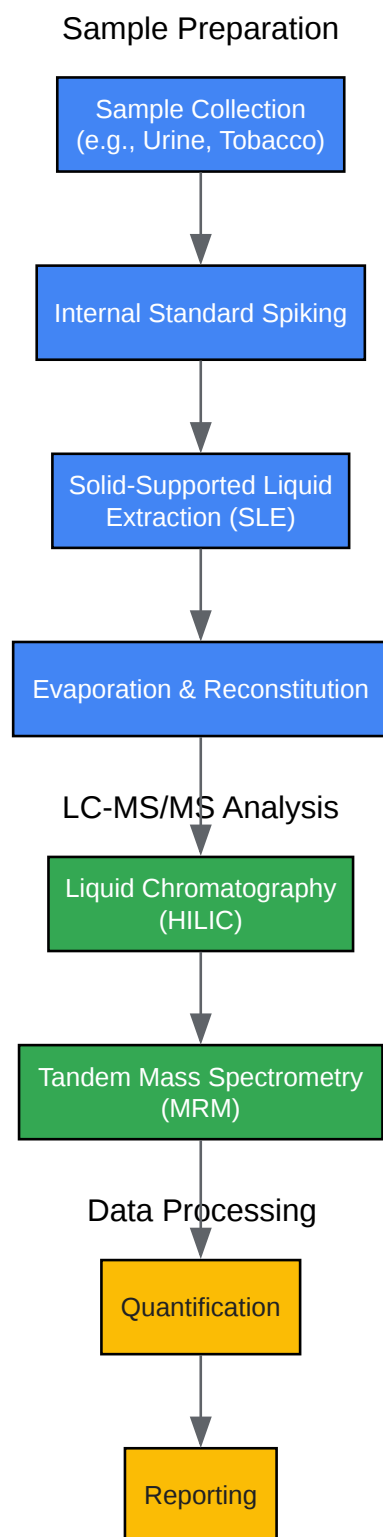 Sample Preparation
Sample Collection
(e.g., Urine, Tobacco)
Internal Standard Spiking
Solid-Supported Liquid
Extraction (SLE)
Evaporation & Reconstitution
LC-MS/MS Analysis
Liquid Chromatography
(HILIC)
Tandem Mass Spectrometry
(MRM)
Data Processing
Quantification
Reporting